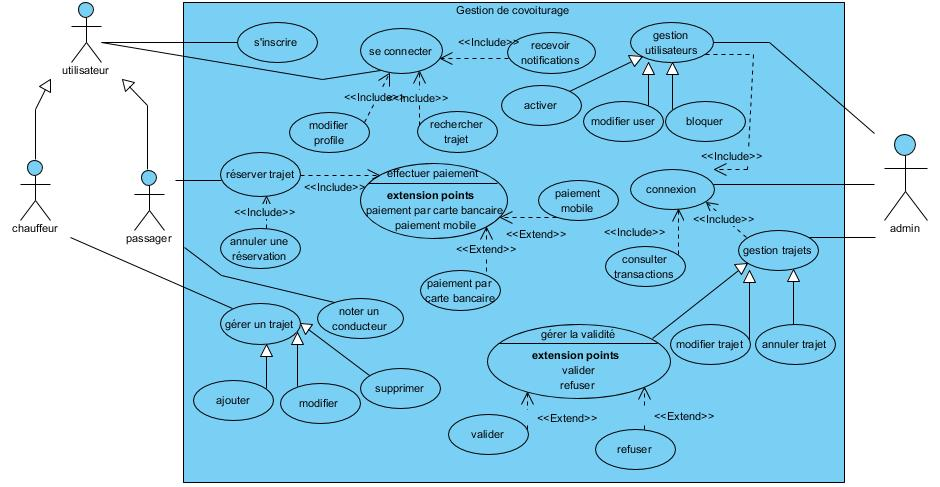 Gestion de covoiturage
utilisateur
s'inscrire
se connecter
<<Include>>
recevoir
notifications
gestion
utilisateurs
<<Include>>
<<Include>>
activer
modifier
profile
rechercher
trajet
modifier user
bloquer
<<Include>>
chauffeur
passager
admin
réserver trajet
<<Include>>
effectuer paiement
extension points
paiement par carte bancaire
paiement mobile
paiement
mobile
<<Extend>>
connexion
<<Include>>
<<Include>>
annuler une
réservation
<<Include>>
<<Extend>>
paiement par
carte bancaire
consulter
transactions
gestion trajets
gérer un trajet
noter un
conducteur
gérer la validité
extension points
valider
refuser
modifier trajet
annuler trajet
ajouter
modifier
supprimer
<<Extend>>
<<Extend>>
valider
refuser